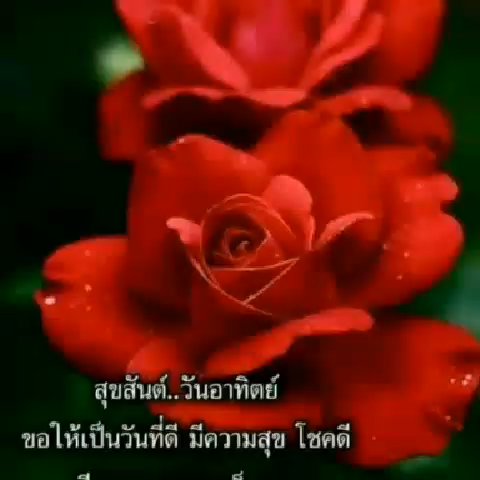 สุขสันต์..วันอาทิตย์
ขอให้เป็นวันที่ดี มีความสุข โชคดี